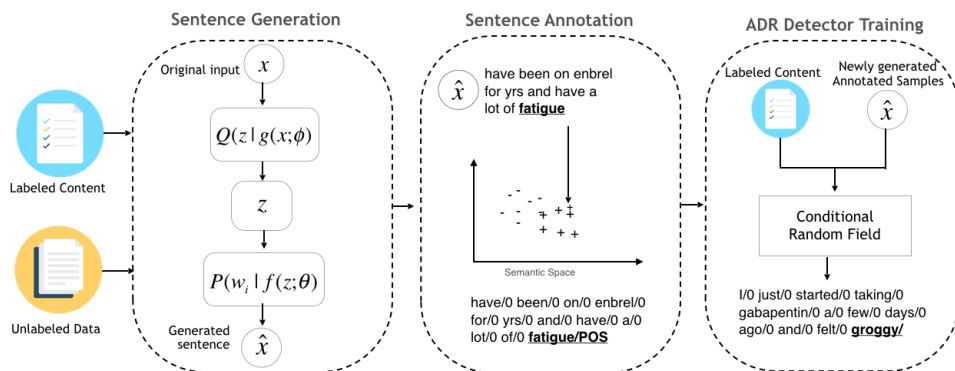 Sentence Generation
Sentence Annotation
ADR Detector Training
Labeled Content
Unlabeled Data
Original input
x
Q(z | g(x;ϕ)
z
P(w_i | f(z;θ)
Generated
sentence
x̂
x̂
have been on enbrel
for yrs and have a
lot of fatigue
Semantic Space
have/0 been/0 on/0 enbrel/0
for/0 yrs/0 and/0 have/0 a/0
lot/0 of/0 fatigue/POS
Labeled Content
Newly generated
Annotated Samples
x̂
Conditional
Random Field
I/0 just/0 started/0 taking/0
gabapentin/0 a/0 few/0 days/0
ago/0 and/0 felt/0 groggy/